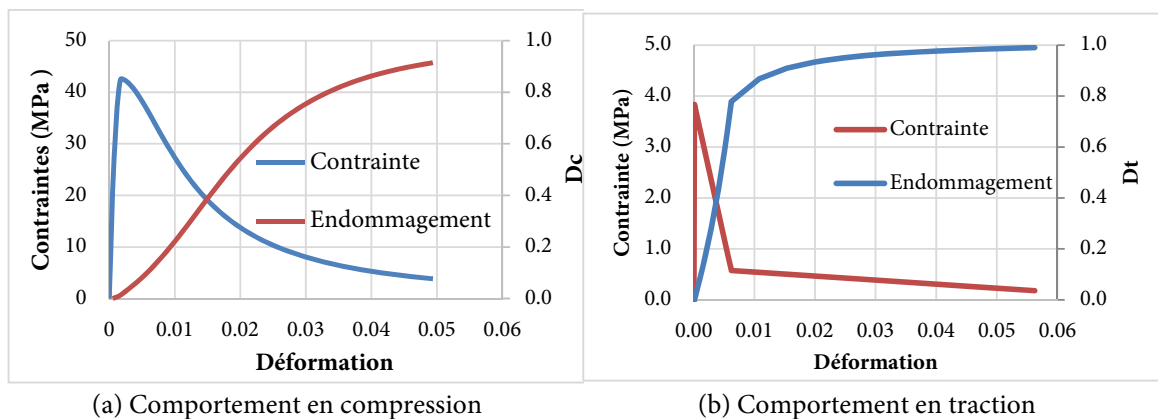 Contraintes (MPa )
50
40
30
20
10
0
0 0.01 0.02 0.03 0.04 0.05 0.06
Déformation
1.0
0.8
0.6
0.4
0.2
0.0
Dc
Contrainte
Endommagement
(a) Comportement en compression
Contrainte (MPa)
5.0
4.0
3.0
2.0
1.0
0.0
0.00 0.01 0.02 0.03 0.04 0.05 0.06
Déformation
1.0
0.8
0.6
0.4
0.2
0.0
Dt
Contrainte
Endommagement
(b) Comportement en traction